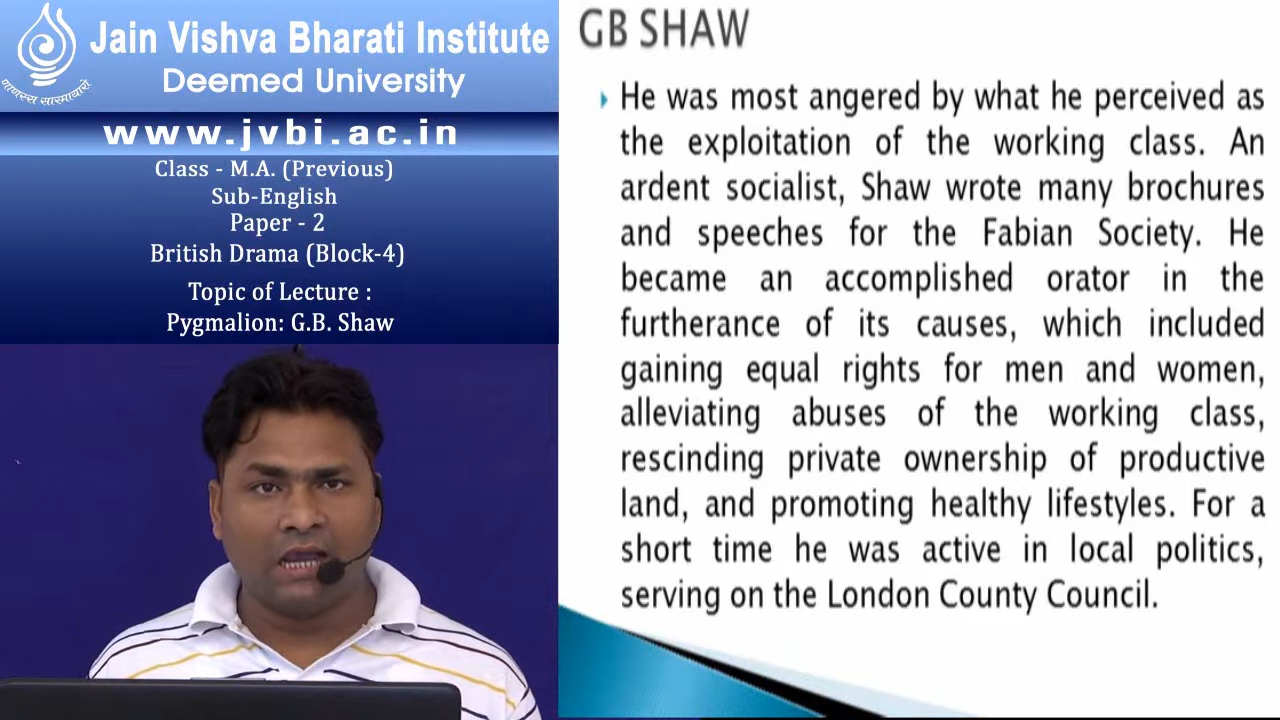 णाणस्स सारमायारो
Jain Vishva Bharati Institute
Deemed University
www.jvbi.ac.in
Class - M.A. (Previous)
Sub-English
Paper - 2
British Drama (Block-4)
Topic of Lecture :
Pygmalion: G.B. Shaw
GB SHAW
He was most angered by what he perceived as
the exploitation of the working class. An
ardent socialist, Shaw wrote many brochures
and speeches for the Fabian Society. He
became an accomplished orator in the
furtherance of its causes, which included
gaining equal rights for men and women,
alleviating abuses of the working class,
rescinding private ownership of productive
land, and promoting healthy lifestyles. For a
short time he was active in local politics,
serving on the London County Council.